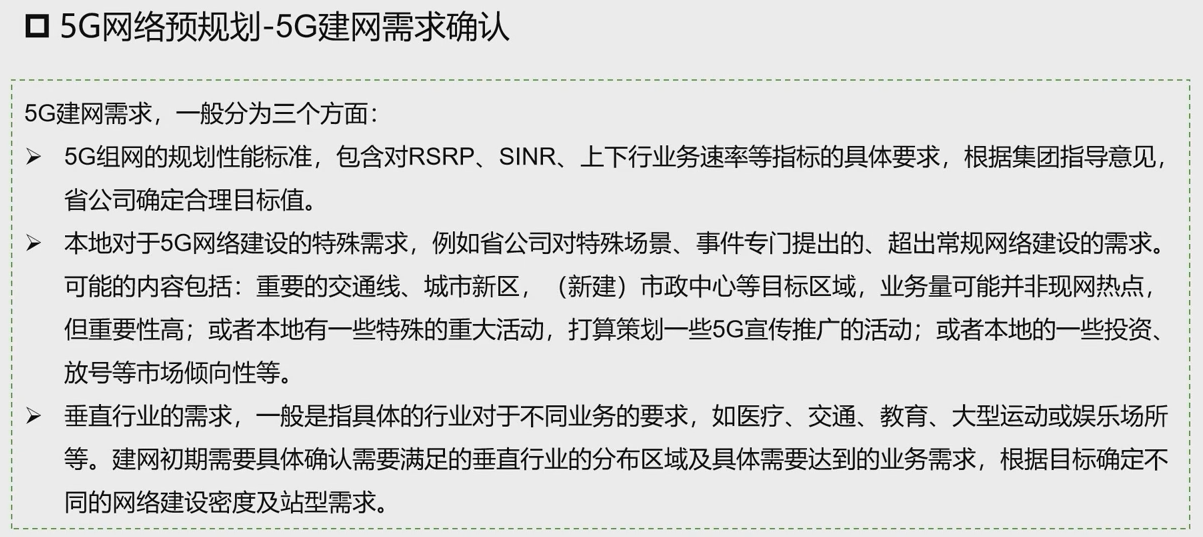 5G网络预规划-5G建网需求确认
5G建网需求，一般分为三个方面：
5G组网的规划性能标准，包含对RSRP、SINR、上下行业务速率等指标的具体要求，根据集团指导意见，
省公司确定合理目标值。
本地对于5G网络建设的特殊需求，例如省公司对特殊场景、事件专门提出的、超出常规网络建设的需求。
可能的内容包括：重要的交通线、城市新区，（新建）市政中心等目标区域，业务量可能并非现网热点，
但重要性高；或者本地有一些特殊的重大活动，打算策划一些5G宣传推广的活动；或者本地的一些投资、
放号等市场倾向性等。
垂直行业的需求，一般是指具体的行业对于不同业务的要求，如医疗、交通、教育、大型运动或娱乐场所
等。建网初期需要具体确认需要满足的垂直行业的分布区域及具体需要达到的业务需求，根据目标确定不
同的网络建设密度及站型需求。